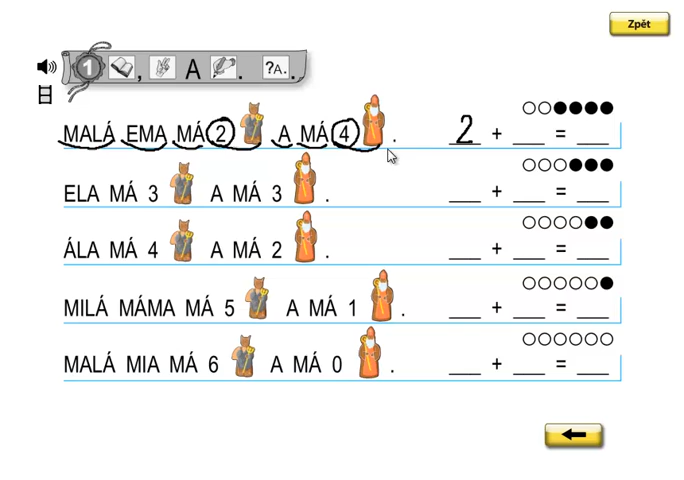 Zpět
1 , A . ?A. .
MALÁ EMA MÁ 2 A MÁ 4 . 2 + ___ = ___
ELA MÁ 3 A MÁ 3 . ___ + ___ = ___
ÁLA MÁ 4 A MÁ 2 . ___ + ___ = ___
MILÁ MÁMA MÁ 5 A MÁ 1 . ___ + ___ = ___
MALÁ MIA MÁ 6 A MÁ 0 . ___ + ___ = ___